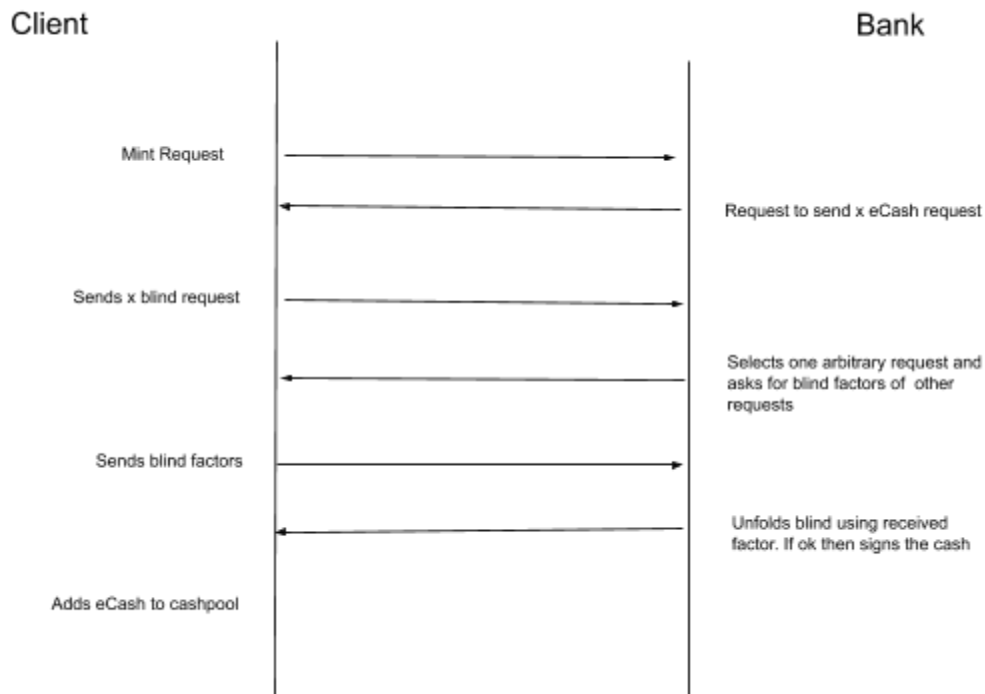 Client
Bank
Mint Request
Request to send x eCash request
Sends x blind request
Selects one arbitrary request and
asks for blind factors of other
requests
Sends blind factors
Unfolds blind using received
factor. If ok then signs the cash
Adds eCash to cashpool